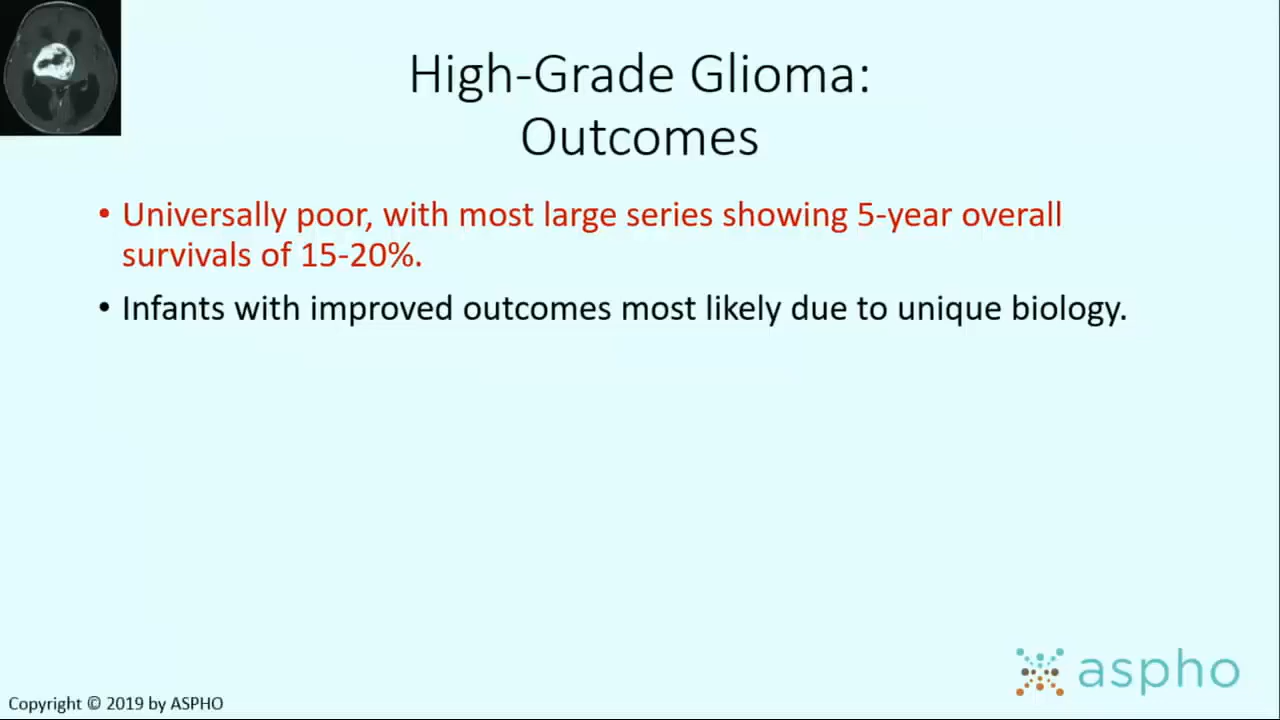 High-Grade Glioma:
Outcomes
• Universally poor, with most large series showing 5-year overall
survivals of 15-20%.
• Infants with improved outcomes most likely due to unique biology.
aspho
Copyright © 2019 by ASPHO